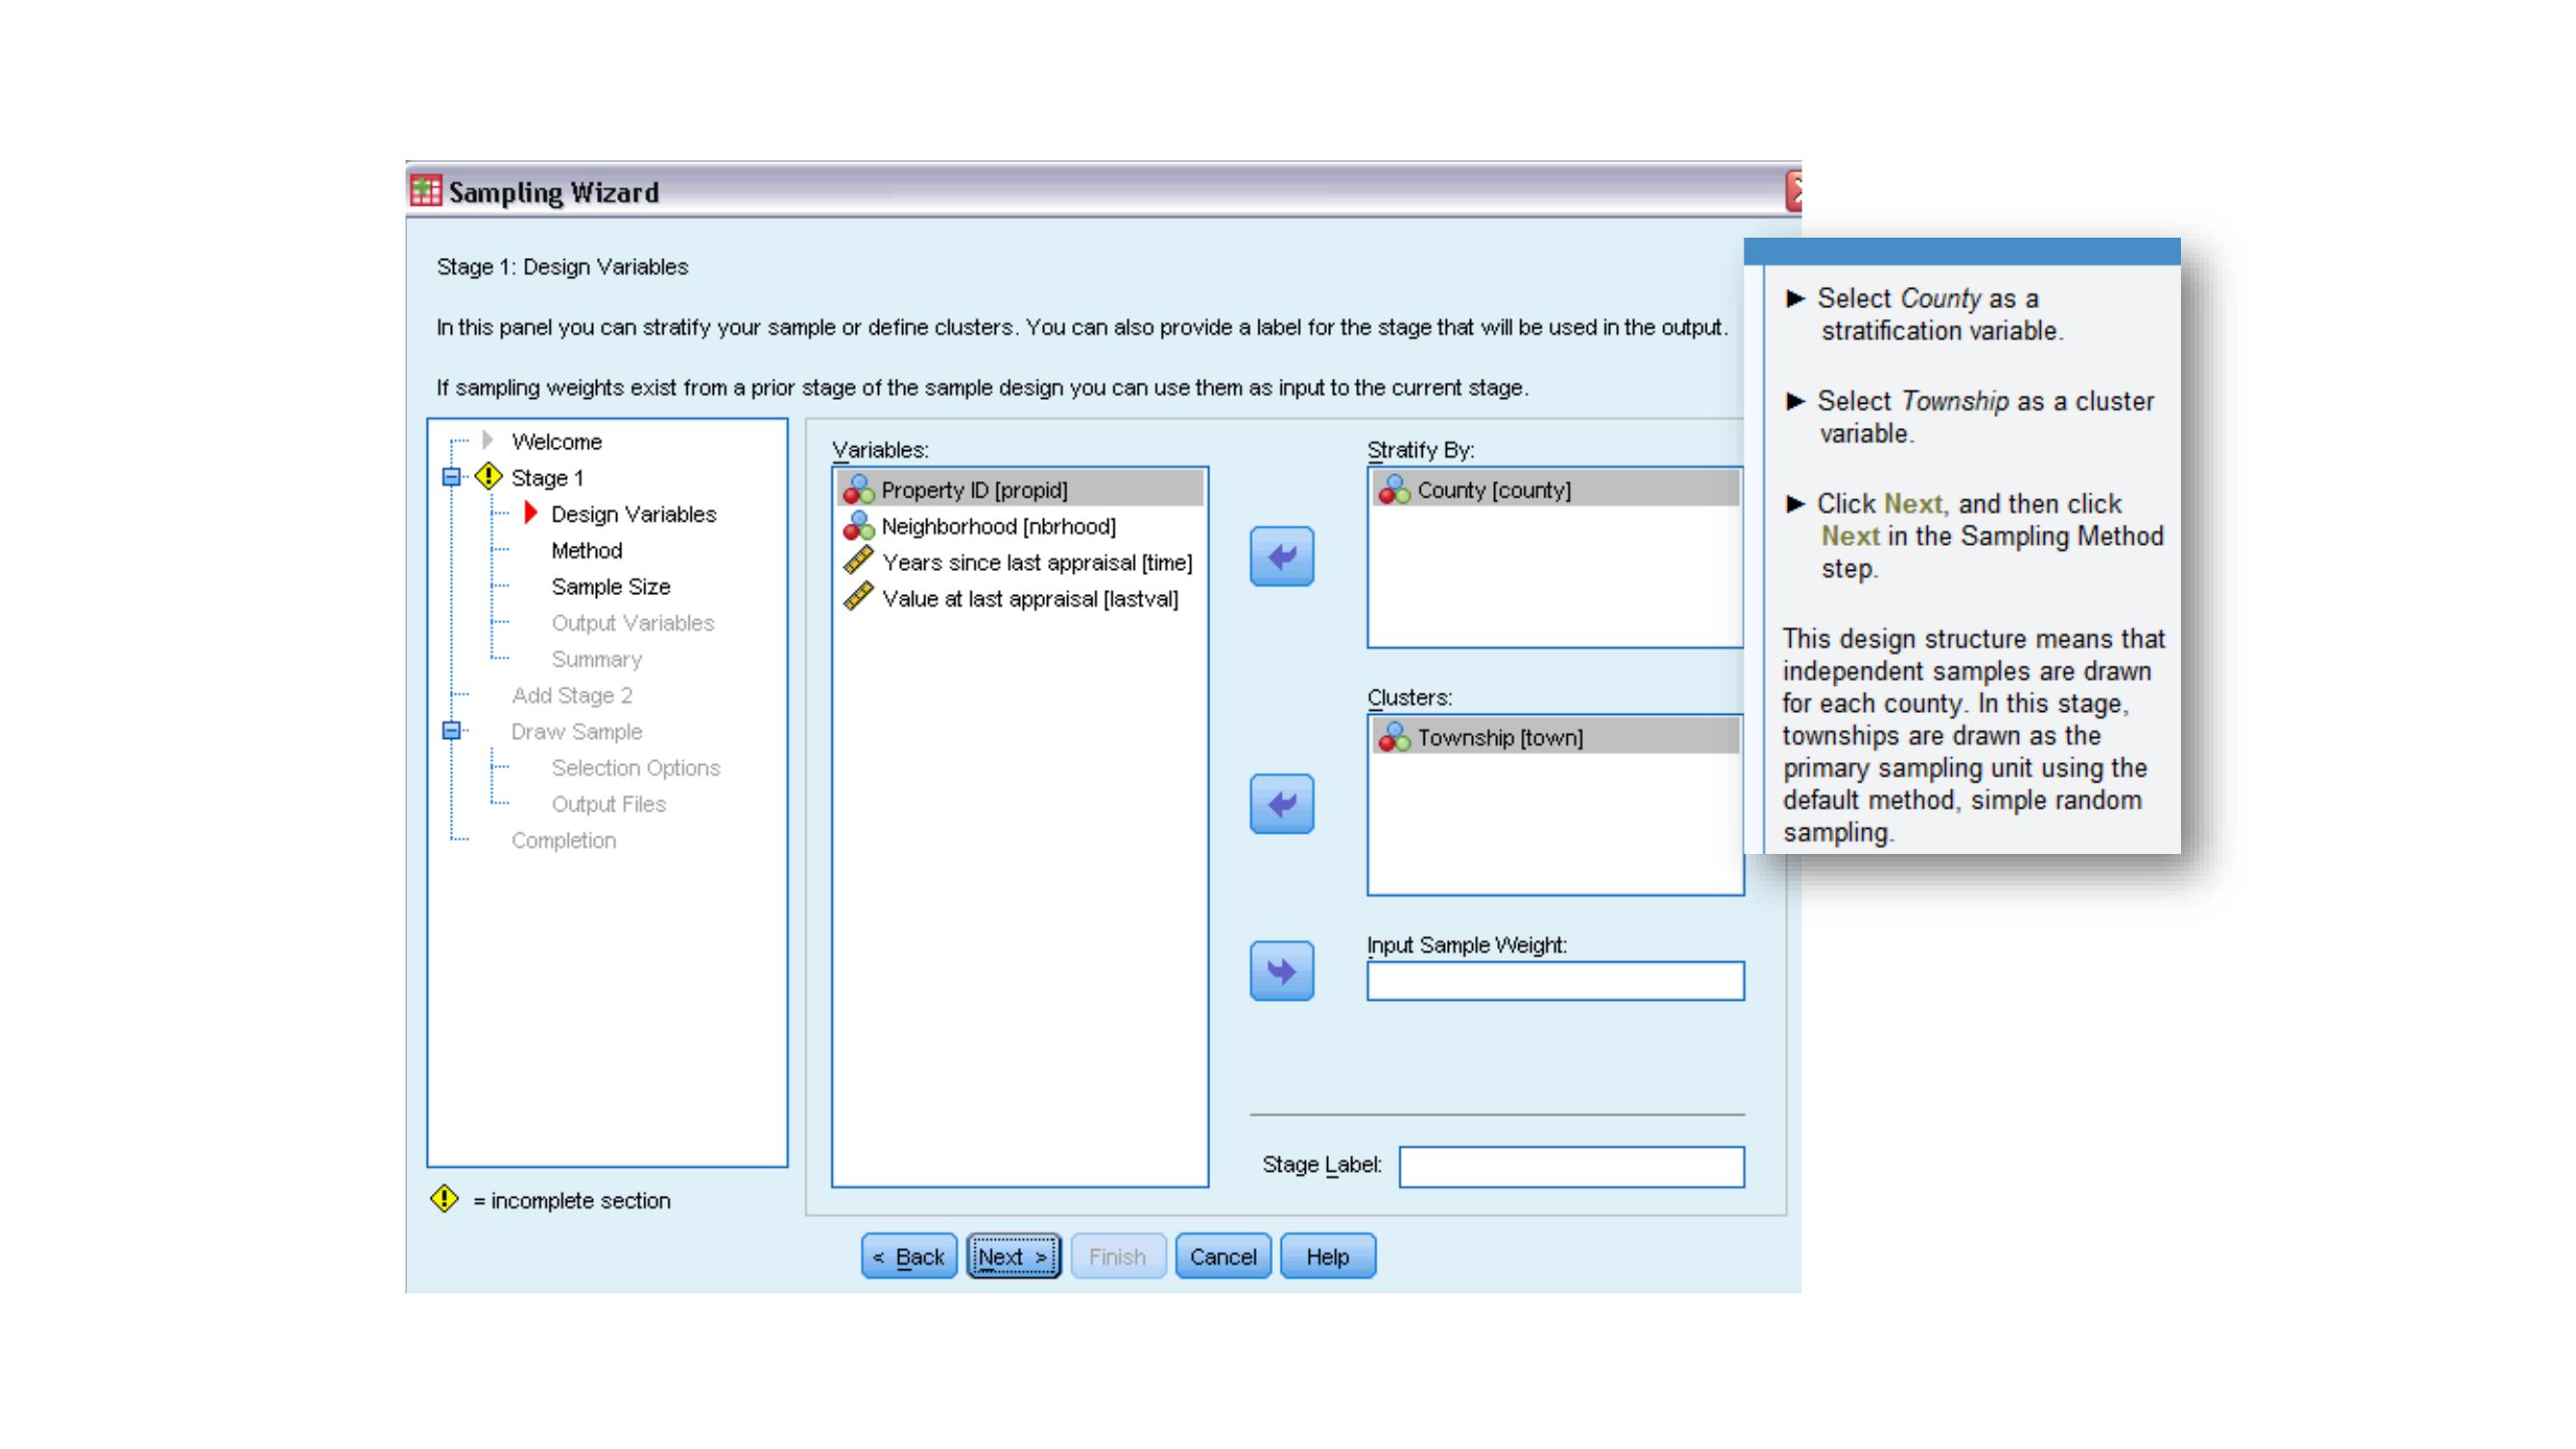 Sampling Wizard
Stage 1: Design Variables
In this panel you can stratify your sample or define clusters. You can also provide a label for the stage that will be used in the output.
If sampling weights exist from a prior stage of the sample design you can use them as input to the current stage.
Welcome
Stage 1
Design Variables
Method
Sample Size
Output Variables
Summary
Add Stage 2
Draw Sample
Selection Options
Output Files
Completion
= incomplete section
Variables:
Property ID [propid]
Neighborhood [nbrhood]
Years since last appraisal [time]
Value at last appraisal [lastval]
Stratify By:
County [county]
Clusters:
Township [town]
Input Sample Weight:
Stage Label:
< Back
Next >
Finish
Cancel
Help
► Select County as a
stratification variable.
► Select Township as a cluster
variable.
► Click Next, and then click
Next in the Sampling Method
step.
This design structure means that
independent samples are drawn
for each county. In this stage,
townships are drawn as the
primary sampling unit using the
default method, simple random
sampling.